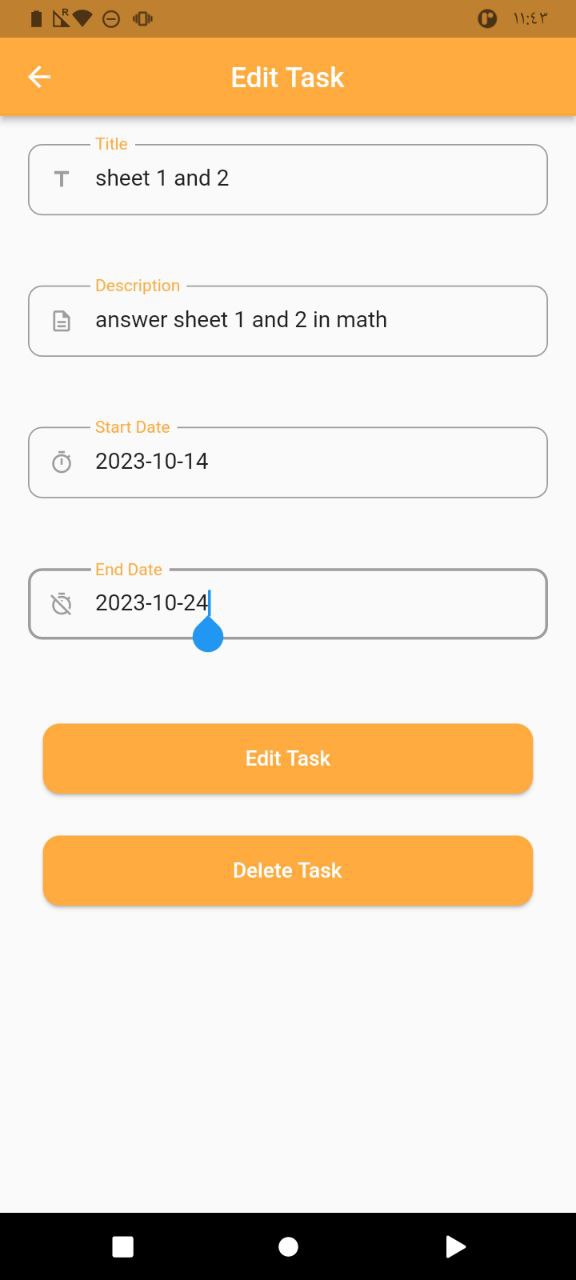 R
١١:٤٣
Edit Task
Title
sheet 1 and 2
Description
answer sheet 1 and 2 in math
Start Date
2023-10-14
End Date
2023-10-24
Edit Task
Delete Task